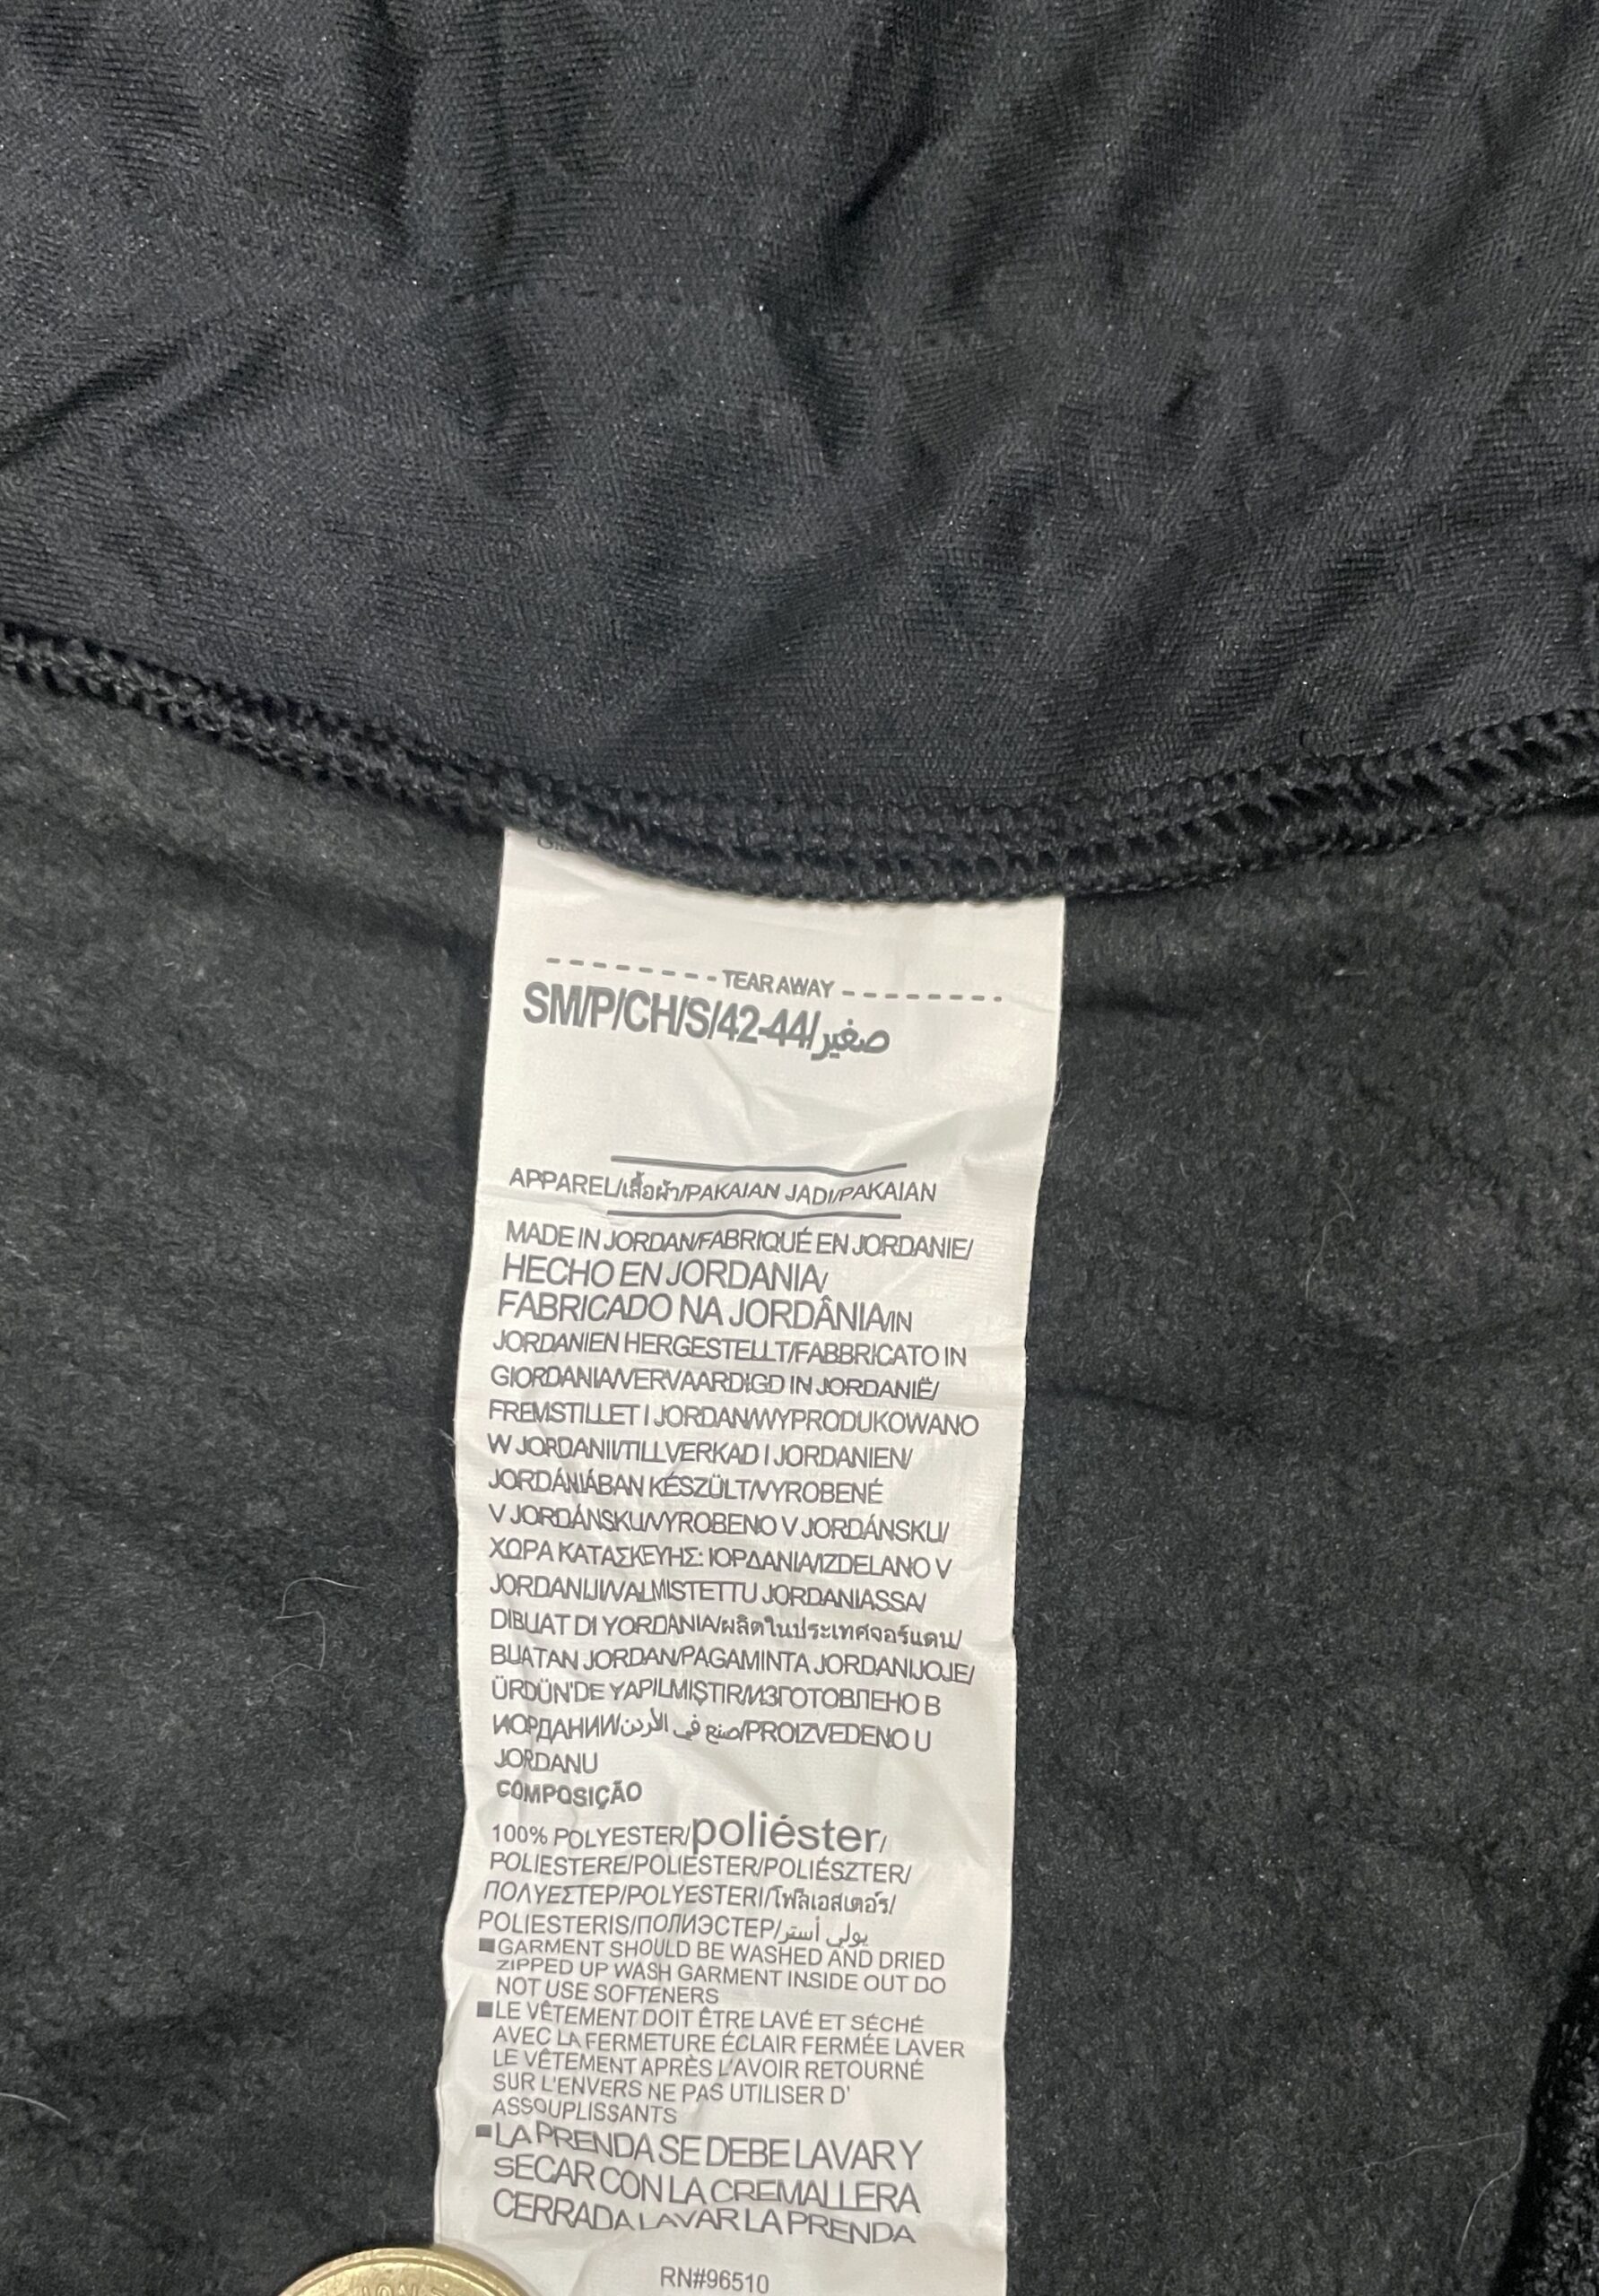 TEAR AWAY
SM/P/CH/S/42-44/صغير
APPAREL/เสื้อผ้า/PAKAIAN JADI/PAKAIAN
MADE IN JORDAN/FABRIQUÉ EN JORDANIE/
HECHO EN JORDANIA/
FABRICADO NA JORDÂNIA/IN
JORDANIEN HERGESTELLT/FABBRICATO IN
GIORDANIA/VERVAARDIGD IN JORDANIË/
FREMSTILLET I JORDAN/WYPRODUKOWANO
W JORDANII/TILLVERKAD I JORDANIEN/
JORDÁNIÁBAN KÉSZÜLT/VYROBENÉ
V JORDÁNSKU/VYROBENO V JORDÁNSKU/
ΧΩΡΑ ΚΑΤΑΣΚΕΥΗΣ: ΙΟΡΔΑΝΙΑ/IZDELANO V
JORDANIJI/VALMISTETTU JORDANIASSA/
DIBUAT DI YORDANIA/ผลิตในประเทศจอร์แดน/
BUATAN JORDAN/PAGAMINTA JORDANIJOJE/
ÜRDÜN'DE YAPILMIŞTIR/ИЗГОТОВЛЕНО В
ИОРДАНИИ/صنع في الأردن/PROIZVEDENO U
JORDANU
COMPOSIÇÃO
100% POLYESTER/poliéster/
POLIESTERE/POLIESTER/POLIÉSZTER/
ΠΟΛΥΕΣΤΕΡ/POLYESTERI/โพลีเอสเตอร์/
POLIESTERIS/ПОЛИЭСТЕР/يولي أستر
■GARMENT SHOULD BE WASHED AND DRIED
ZIPPED UP WASH GARMENT INSIDE OUT DO
NOT USE SOFTENERS
■LE VÊTEMENT DOIT ÊTRE LAVÉ ET SÉCHÉ
AVEC LA FERMETURE ÉCLAIR FERMÉE LAVER
LE VÊTEMENT APRÈS L'AVOIR RETOURNÉ
SUR L'ENVERS NE PAS UTILISER D'
ASSOUPLISSANTS
■LA PRENDA SE DEBE LAVAR Y
SECAR CON LA CREMALLERA
CERRADA LAVAR LA PRENDA
RN#96510